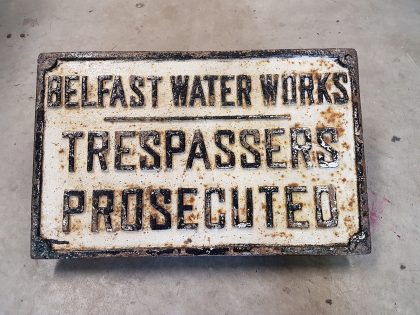 BELFAST WATER WORKS
TRESPASSERS
PROSECUTED